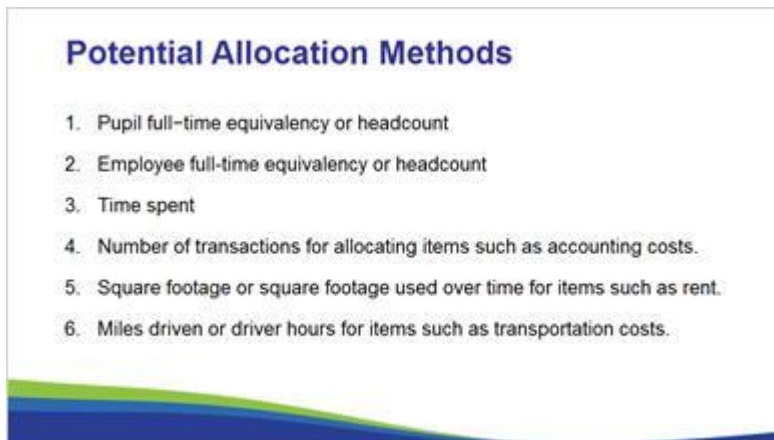 Potential Allocation Methods
1. Pupil full-time equivalency or headcount
2. Employee full-time equivalency or headcount
3. Time spent
4. Number of transactions for allocating items such as accounting costs.
5. Square footage or square footage used over time for items such as rent.
6. Miles driven or driver hours for items such as transportation costs.